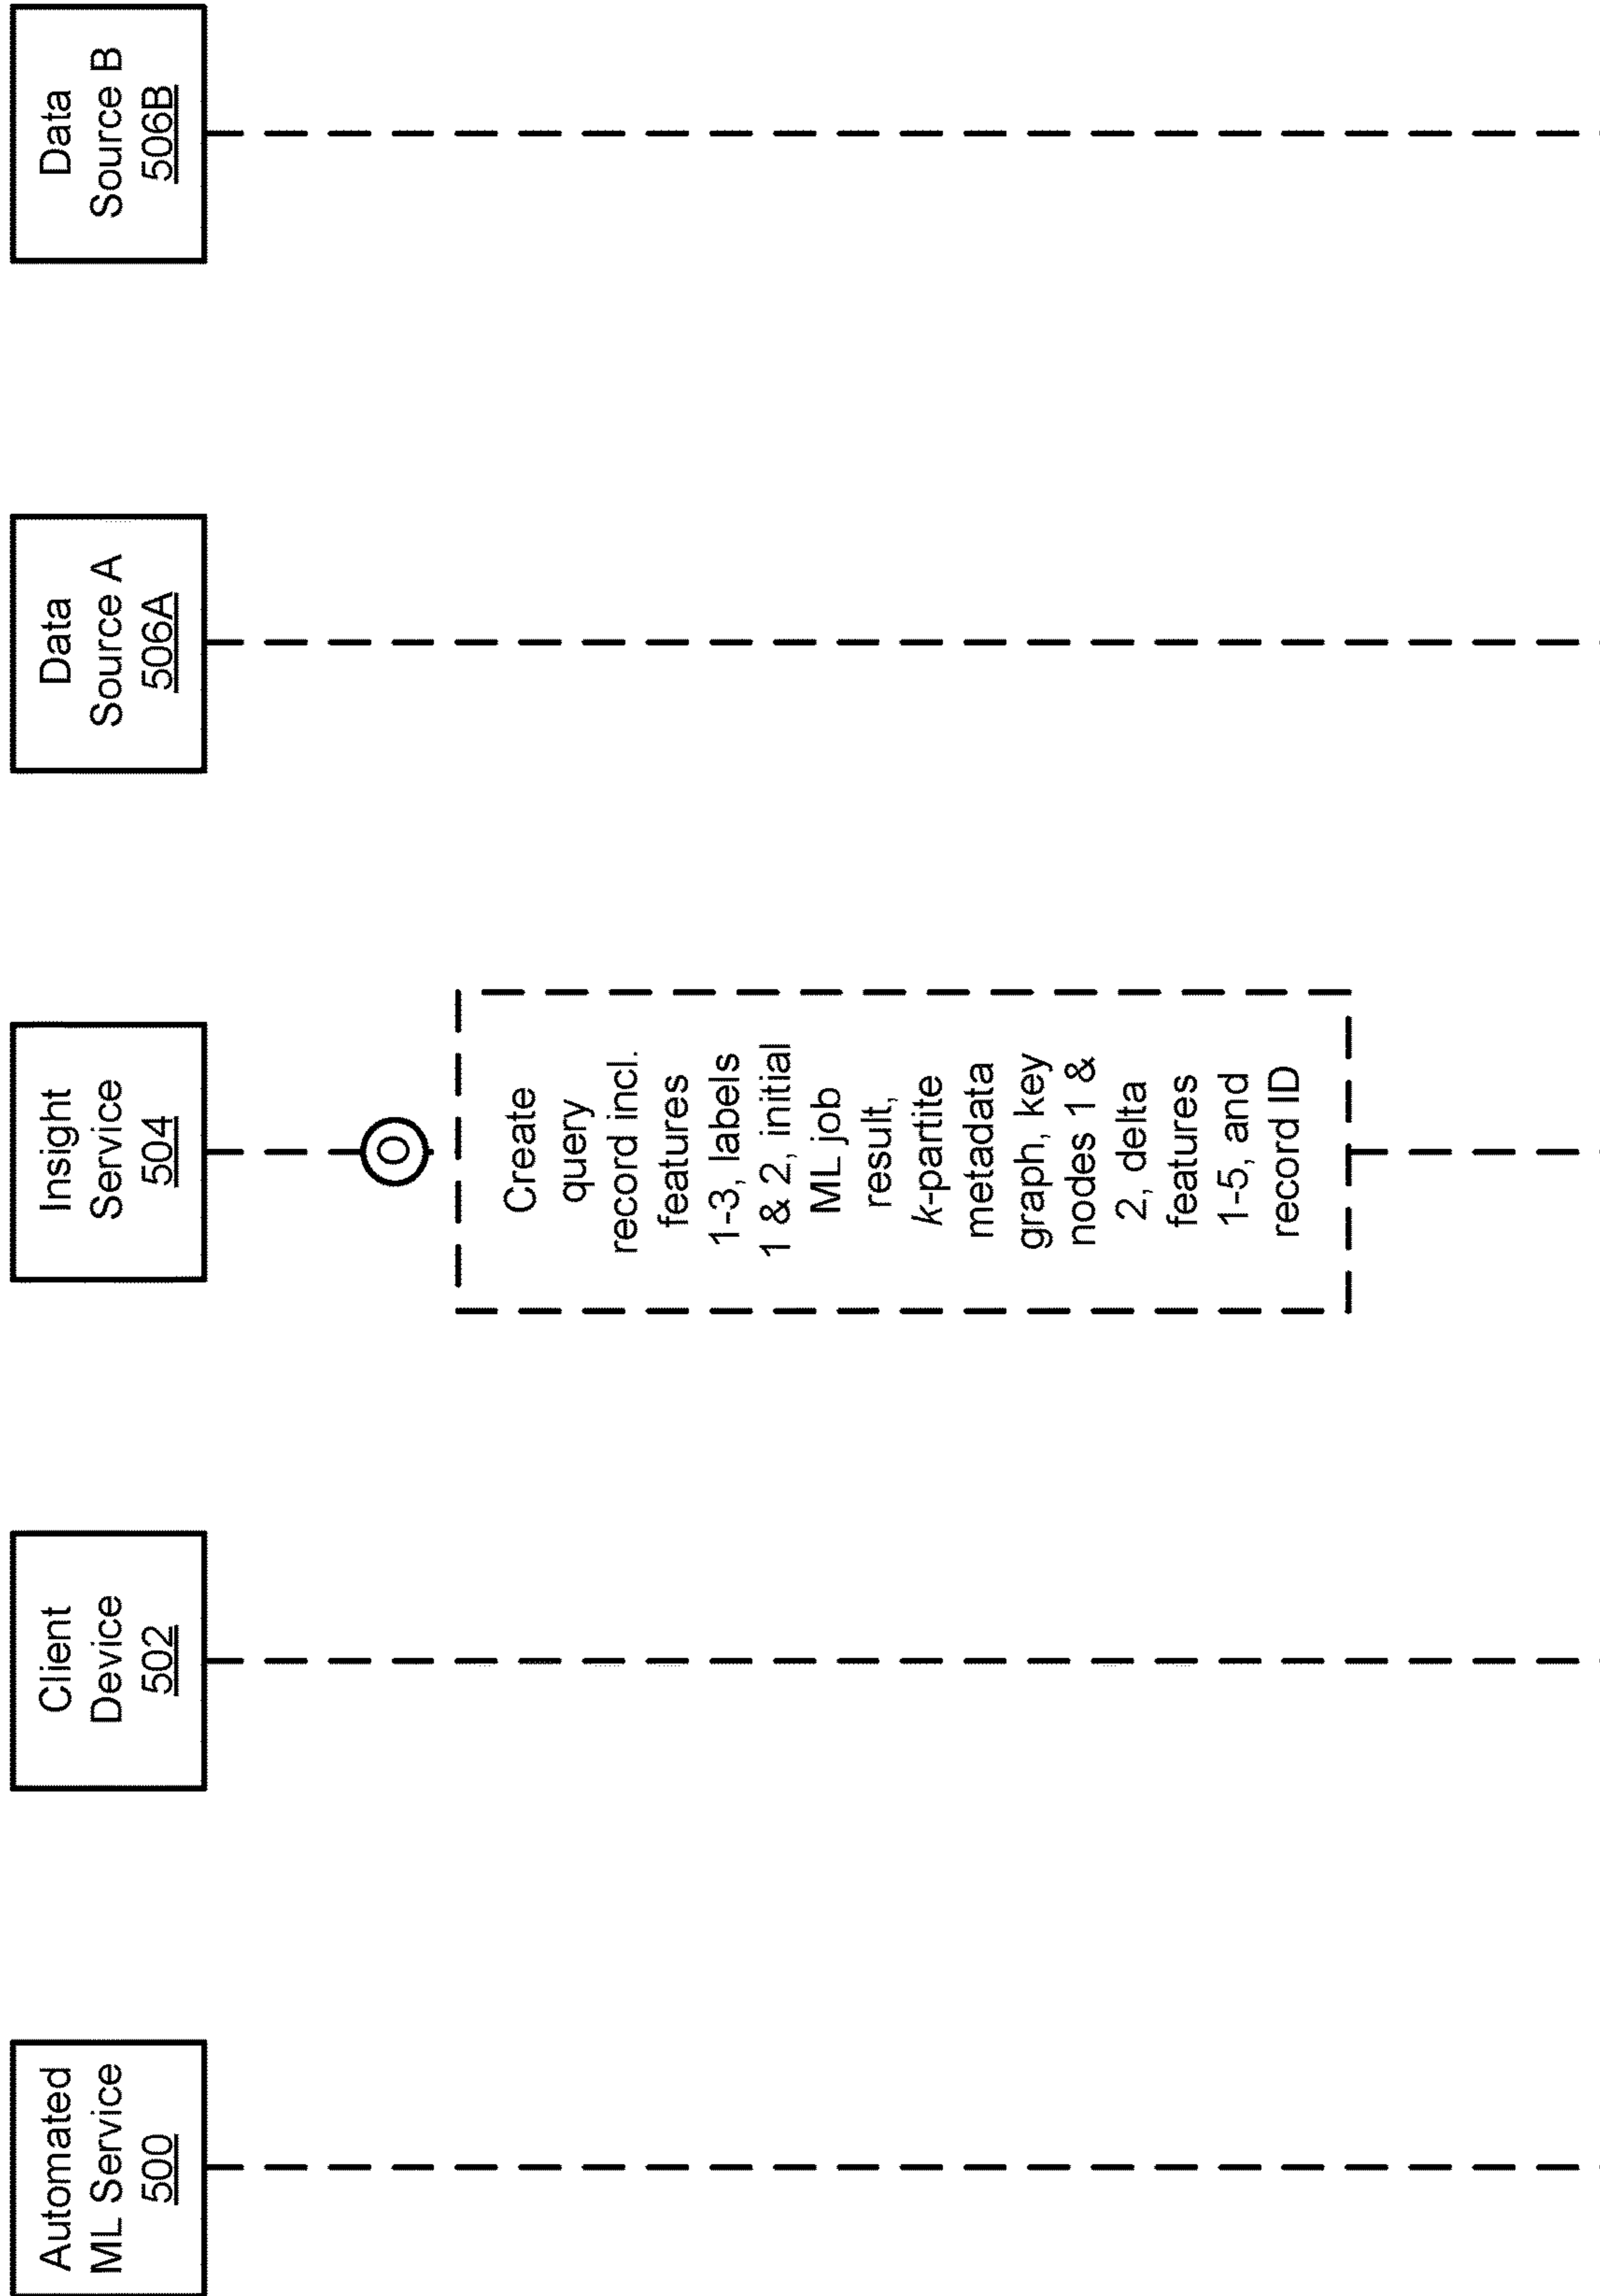 Automated
ML Service
500
Client
Device
502
Insight
Service
504
Data
Source A
506A
Data
Source B
506B
O
Create
query
record incl.
features
1-3, labels
1 & 2, initial
ML job
result,
k-partite
metadata
graph, key
nodes 1 &
2, delta
features
1-5, and
record ID